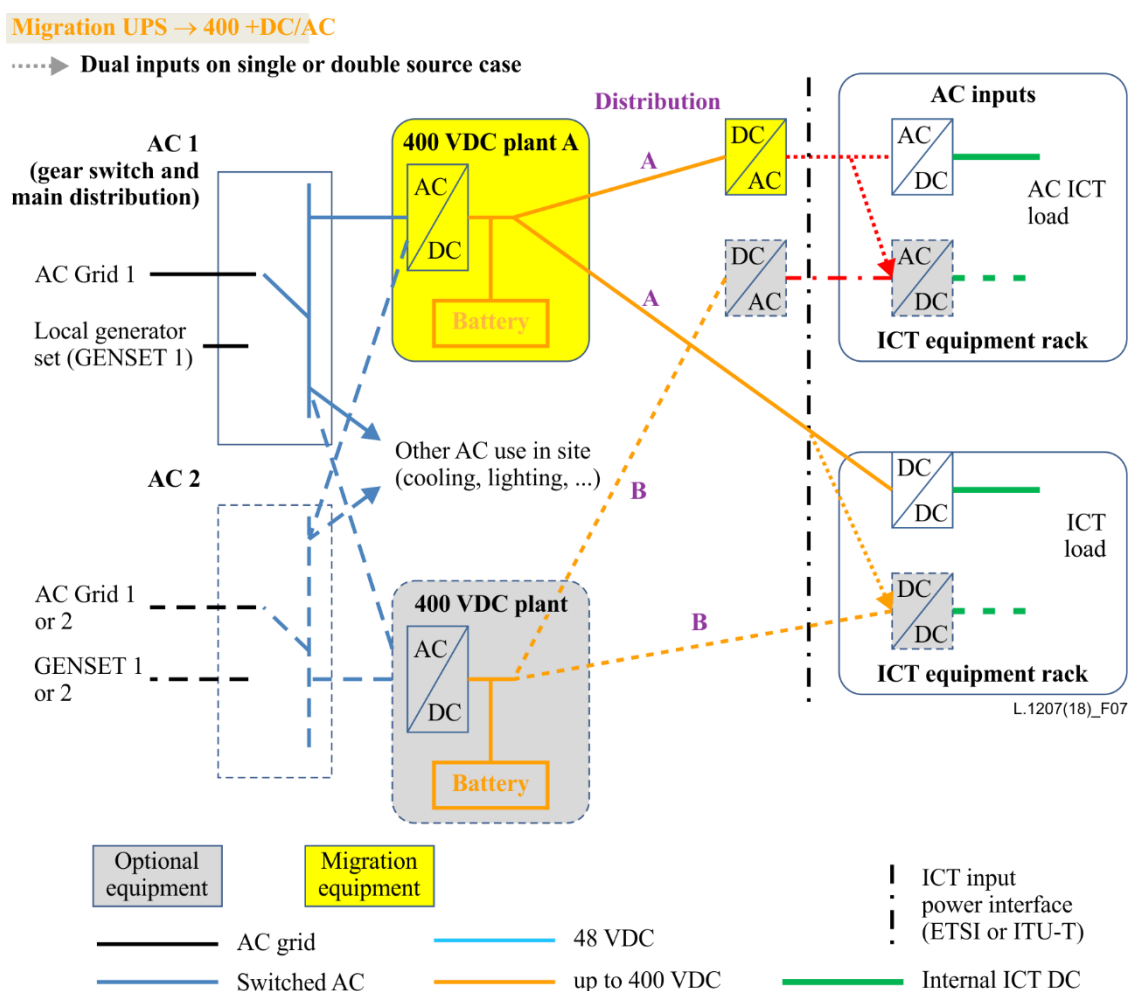 Migration UPS → 400 +DC/AC
Dual inputs on single or double source case
Distribution
AC inputs
AC 1
(gear switch and
main distribution)
400 VDC plant A
AC
DC
Battery
A
A
DC
AC
DC
AC
AC
DC
AC ICT
load
AC
DC
ICT equipment rack
AC Grid 1
Local generator
set (GENSET 1)
Other AC use in site
(cooling, lighting, ...)
AC 2
B
B
DC
DC
ICT
load
DC
DC
ICT equipment rack
L.1207(18)_F07
AC Grid 1
or 2
GENSET 1
or 2
400 VDC plant
AC
DC
Battery
Optional
equipment
Migration
equipment
ICT input
power interface
(ETSI or ITU-T)
AC grid
48 VDC
Switched AC
up to 400 VDC
Internal ICT DC